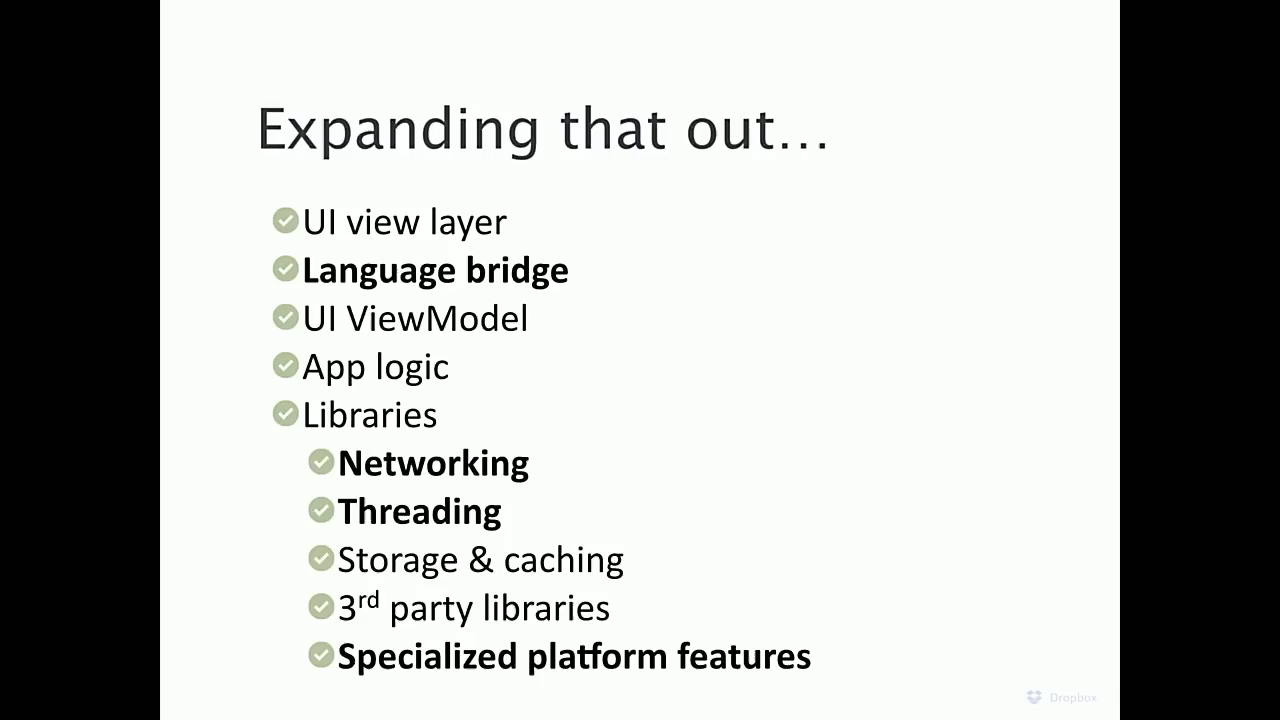 Expanding that out…
UI view layer
Language bridge
UI ViewModel
App logic
Libraries
Networking
Threading
Storage & caching
3rd party libraries
Specialized platform features
Dropbox